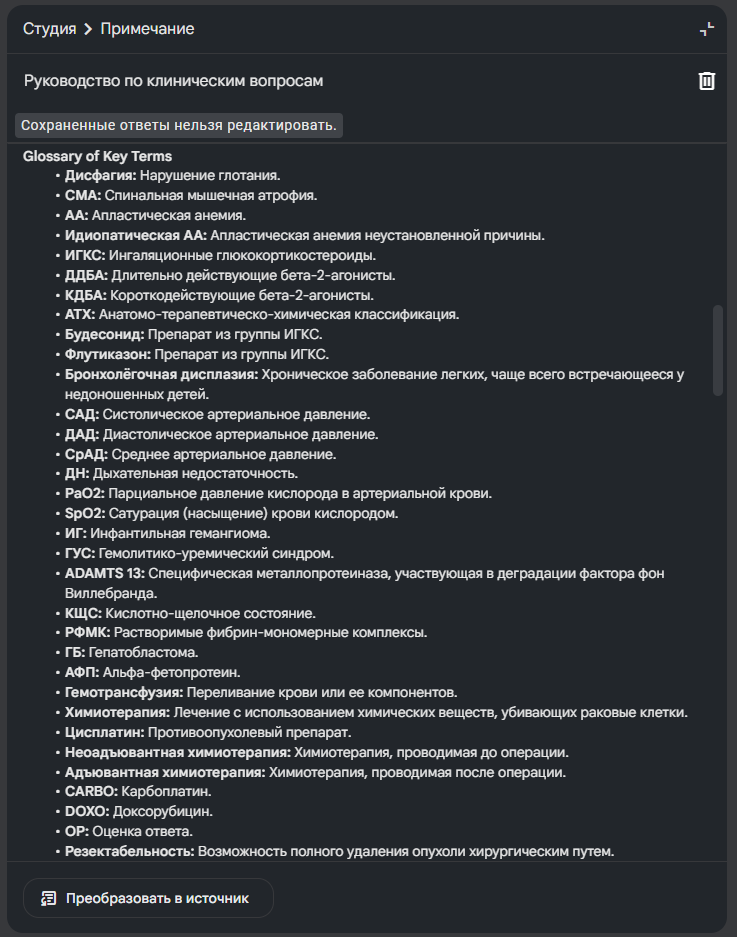 Студия > Примечание
Руководство по клиническим вопросам
Сохраненные ответы нельзя редактировать.
Glossary of Key Terms
• Дисфагия: Нарушение глотания.
• СМА: Спинальная мышечная атрофия.
• АА: Апластическая анемия.
• Идиопатическая АА: Апластическая анемия неустановленной причины.
• ИГКС: Ингаляционные глюкокортикостероиды.
• ДДБА: Длительно действующие бета-2-агонисты.
• КДБА: Короткодействующие бета-2-агонисты.
• АТХ: Анатомо-терапевтическо-химическая классификация.
• Будесонид: Препарат из группы ИГКС.
• Флутиказон: Препарат из группы ИГКС.
• Бронхолёгочная дисплазия: Хроническое заболевание легких, чаще всего встречающееся у
недоношенных детей.
• САД: Систолическое артериальное давление.
• ДАД: Диастолическое артериальное давление.
• СрАД: Среднее артериальное давление.
• ДН: Дыхательная недостаточность.
• PaO2: Парциальное давление кислорода в артериальной крови.
• SpO2: Сатурация (насыщение) крови кислородом.
• ИГ: Инфантильная гемангиома.
• ГУС: Гемолитико-уремический синдром.
• ADAMTS 13: Специфическая металлопротеиназа, участвующая в деградации фактора фон
Виллебранда.
• КЩС: Кислотно-щелочное состояние.
• РФМК: Растворимые фибрин-мономерные комплексы.
• ГБ: Гепатобластома.
• АФП: Альфа-фетопротеин.
• Гемотрансфузия: Переливание крови или ее компонентов.
• Химиотерапия: Лечение с использованием химических веществ, убивающих раковые клетки.
• Цисплатин: Противоопухолевый препарат.
• Неоадъювантная химиотерапия: Химиотерапия, проводимая до операции.
• Адъювантная химиотерапия: Химиотерапия, проводимая после операции.
• CARBO: Карбоплатин.
• DOXO: Доксорубицин.
• ОР: Оценка ответа.
• Резектабельность: Возможность полного удаления опухоли хирургическим путем.
Преобразовать в источник